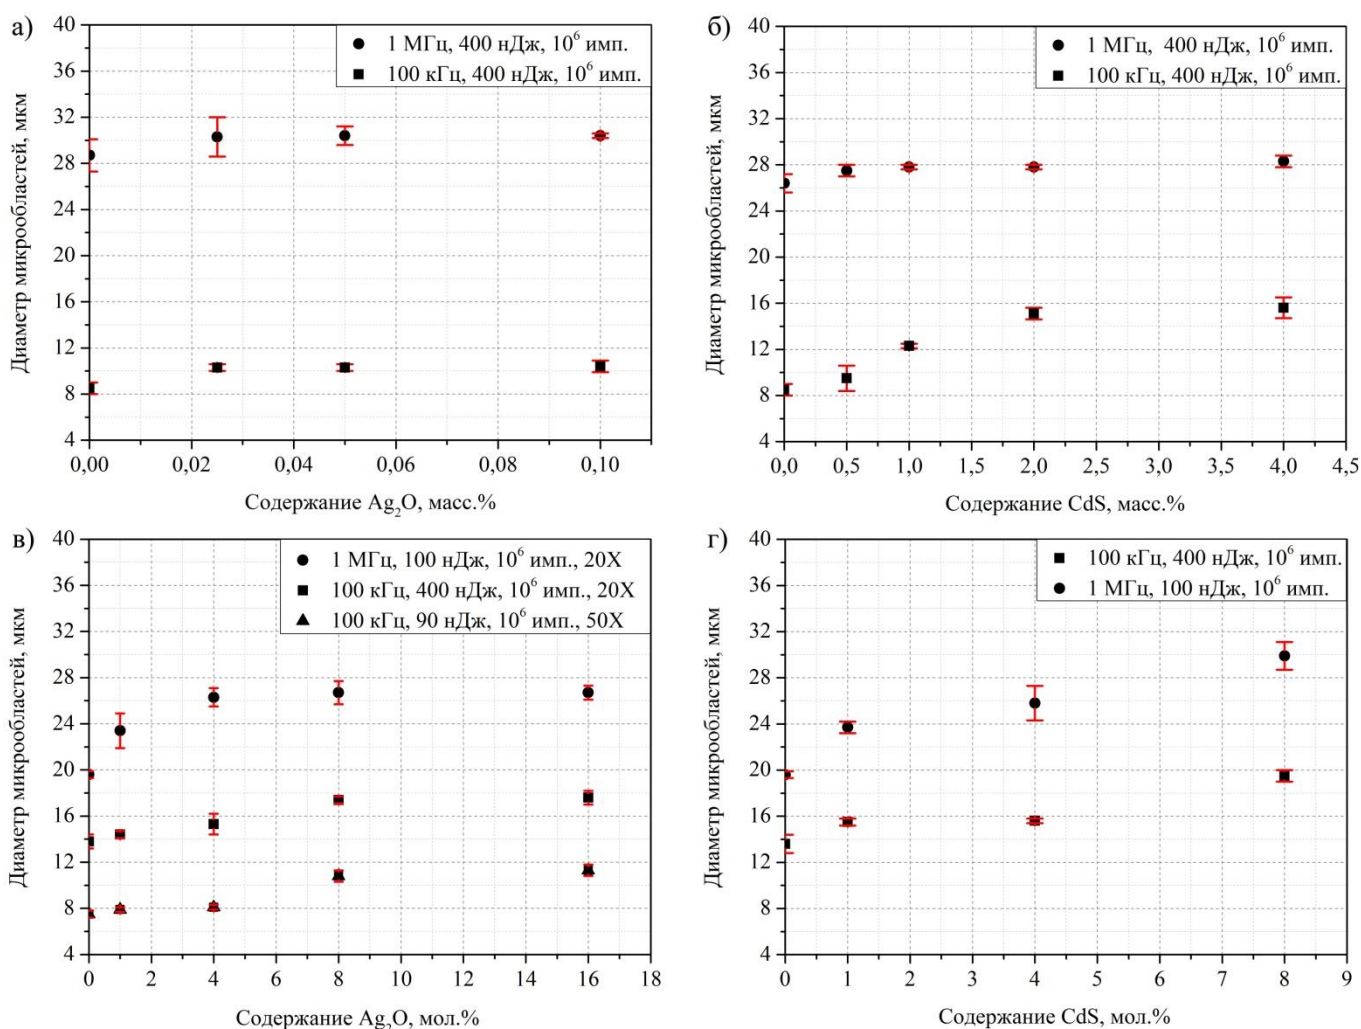 а)
40
36
32
28
24
20
16
12
8
4
Диаметр микрообластей, мкм
1 МГц, 400 нДж, 10⁶ имп.
100 кГц, 400 нДж, 10⁶ имп.
0,00 0,02 0,04 0,06 0,08 0,10
Содержание Ag₂O, масс.%
б)
40
36
32
28
24
20
16
12
8
4
Диаметр микрообластей, мкм
1 МГц, 400 нДж, 10⁶ имп.
100 кГц, 400 нДж, 10⁶ имп.
0,0 0,5 1,0 1,5 2,0 2,5 3,0 3,5 4,0 4,5
Содержание CdS, масс.%
в)
40
36
32
28
24
20
16
12
8
4
Диаметр микрообластей, мкм
1 МГц, 100 нДж, 10⁶ имп., 20X
100 кГц, 400 нДж, 10⁶ имп., 20X
100 кГц, 90 нДж, 10⁶ имп., 50X
0 2 4 6 8 10 12 14 16 18
Содержание Ag₂O, мол.%
г)
40
36
32
28
24
20
16
12
8
4
Диаметр микрообластей, мкм
100 кГц, 400 нДж, 10⁶ имп.
1 МГц, 100 нДж, 10⁶ имп.
0 1 2 3 4 5 6 7 8 9
Содержание CdS, мол.%